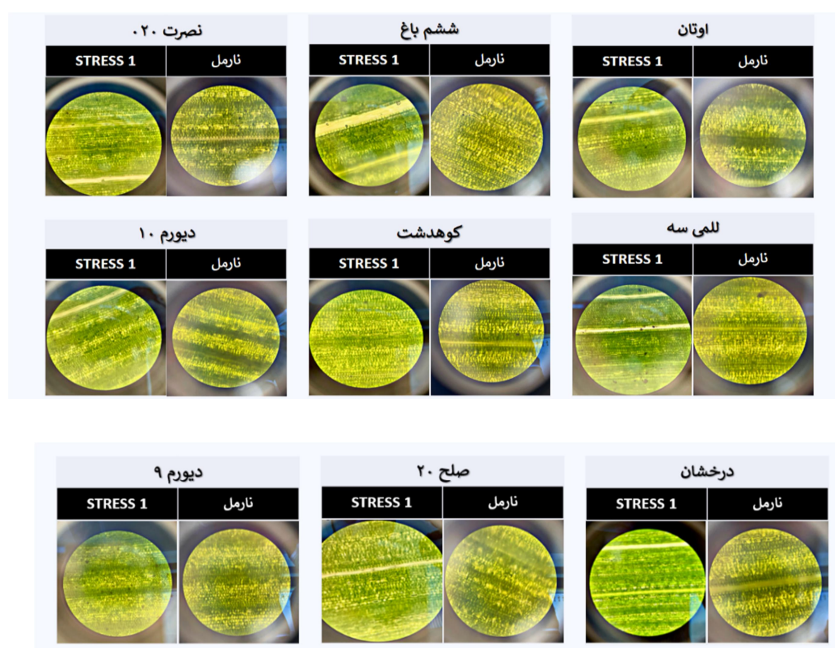 اوتان
نارمل STRESS 1
ششم باغ
نارمل STRESS 1
نصرت ۰۲۰
نارمل STRESS 1
للمی سه
نارمل STRESS 1
کوهدشت
نارمل STRESS 1
دیورم ۱۰
نارمل STRESS 1
درخشان
نارمل STRESS 1
صلح ۲۰
نارمل STRESS 1
دیورم ۹
نارمل STRESS 1